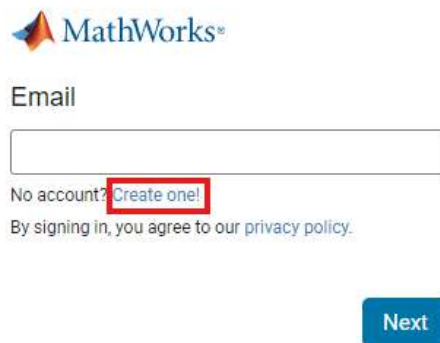 MathWorks®
Email
No account? Create one!
By signing in, you agree to our privacy policy.
Next